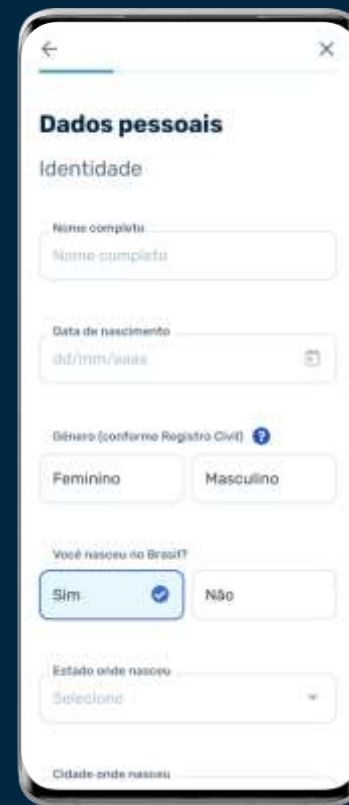 Dados pessoais
Identidade
Nome completo
Nome completo
Data de nascimento
dd/mm/aaaa
Gênero (conforme Registro Civil) ?
Feminino Masculino
Você nasceu no Brasil?
Sim Não
Estado onde nasceu
Selecione
Cidade onde nasceu